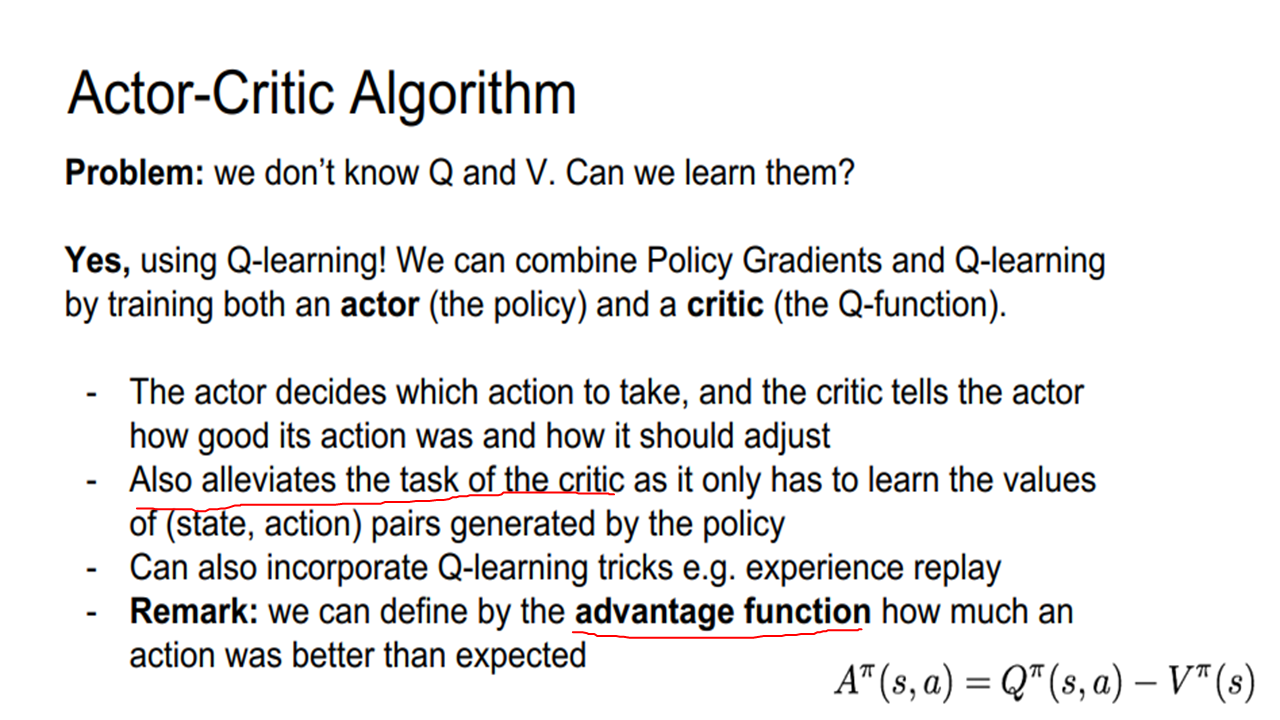 Actor-Critic Algorithm
Problem: we don't know Q and V. Can we learn them?
Yes, using Q-learning! We can combine Policy Gradients and Q-learning
by training both an actor (the policy) and a critic (the Q-function).
- The actor decides which action to take, and the critic tells the actor
how good its action was and how it should adjust
- Also alleviates the task of the critic as it only has to learn the values
of (state, action) pairs generated by the policy
- Can also incorporate Q-learning tricks e.g. experience replay
- Remark: we can define by the advantage function how much an
action was better than expected
A^π(s, a) = Q^π(s, a) − V^π(s)